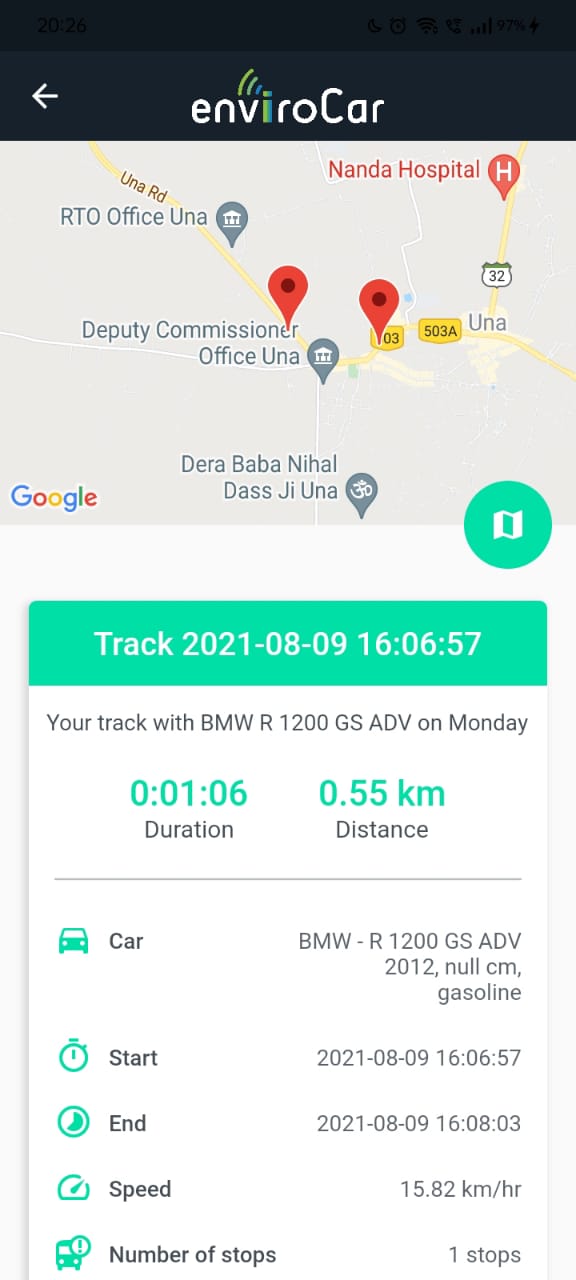 20:26
97%
enviroCar
Nanda Hospital
H
Una Rd
RTO Office Una
32
03
503A
Una
Deputy Commissioner
Office Una
Dera Baba Nihal
Dass Ji Una
ॐ
Google
Track 2021-08-09 16:06:57
Your track with BMW R 1200 GS ADV on Monday
0:01:06 0.55 km
Duration Distance
Car BMW - R 1200 GS ADV
2012, null cm,
gasoline
Start 2021-08-09 16:06:57
End 2021-08-09 16:08:03
Speed 15.82 km/hr
Number of stops 1 stops